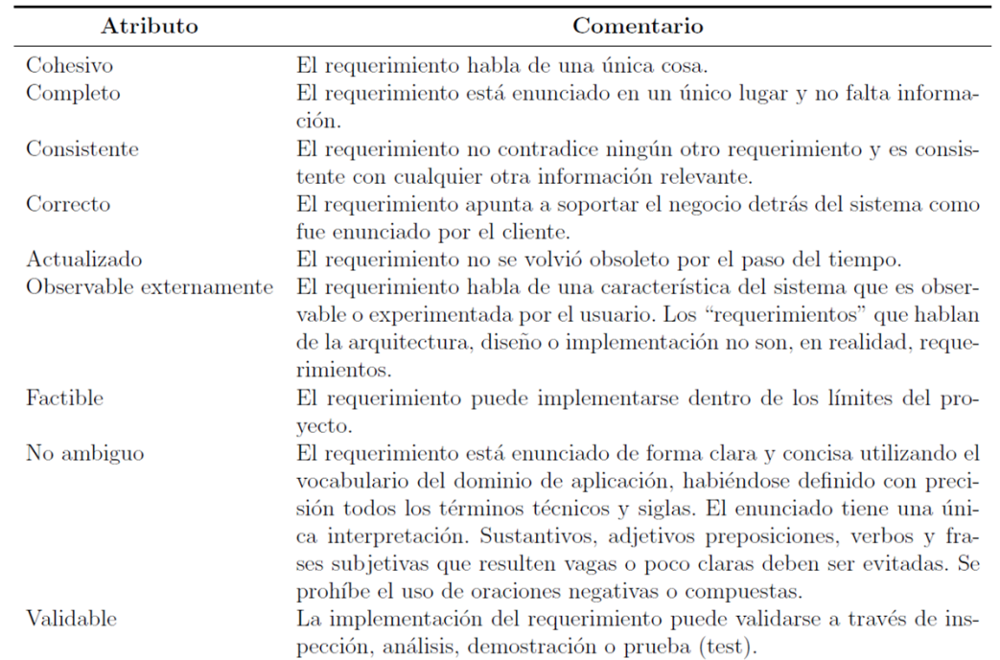 Atributo Comentario
Cohesivo El requerimiento habla de una única cosa.
Completo El requerimiento está enunciado en un único lugar y no falta informa-
ción.
Consistente El requerimiento no contradice ningún otro requerimiento y es consis-
tente con cualquier otra información relevante.
Correcto El requerimiento apunta a soportar el negocio detrás del sistema como
fue enunciado por el cliente.
Actualizado El requerimiento no se volvió obsoleto por el paso del tiempo.
Observable externamente El requerimiento habla de una característica del sistema que es obser-
vable o experimentada por el usuario. Los “requerimientos” que hablan
de la arquitectura, diseño o implementación no son, en realidad, reque-
rimientos.
Factible El requerimiento puede implementarse dentro de los límites del pro-
yecto.
No ambiguo El requerimiento está enunciado de forma clara y concisa utilizando el
vocabulario del dominio de aplicación, habiéndose definido con preci-
sión todos los términos técnicos y siglas. El enunciado tiene una úni-
ca interpretación. Sustantivos, adjetivos preposiciones, verbos y fra-
ses subjetivas que resulten vagas o poco claras deben ser evitadas. Se
prohíbe el uso de oraciones negativas o compuestas.
Validable La implementación del requerimiento puede validarse a través de ins-
pección, análisis, demostración o prueba (test).